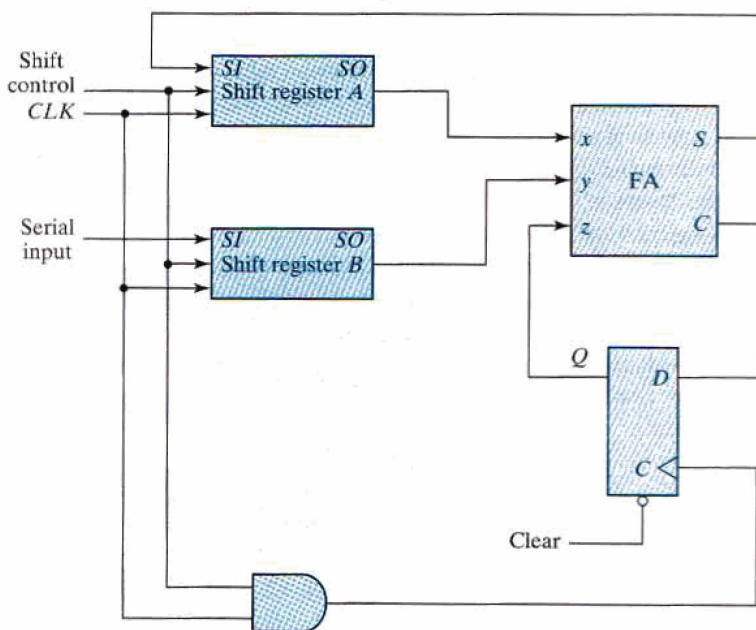 Shift
control
CLK
SI SO
Shift register A
Serial
input
SI SO
Shift register B
x S
y FA
z C
Q
D
C
Clear